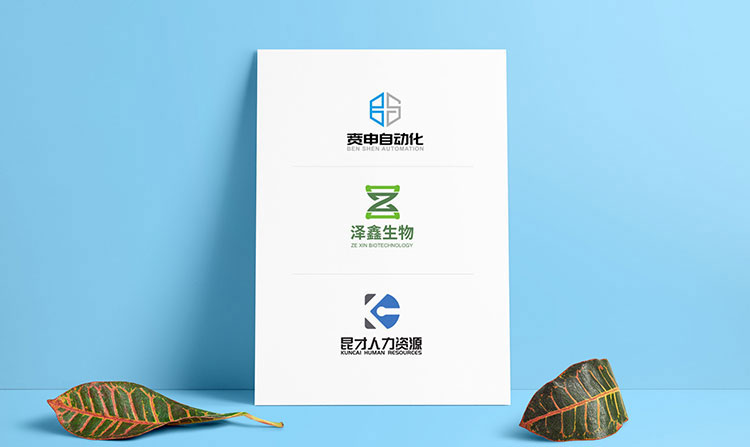 贲申自动化
BEN SHEN AUTOMATION
泽鑫生物
ZE XIN BIOTECHNOLOGY
昆才人力资源
KUNCAI HUMAN RESOURCES